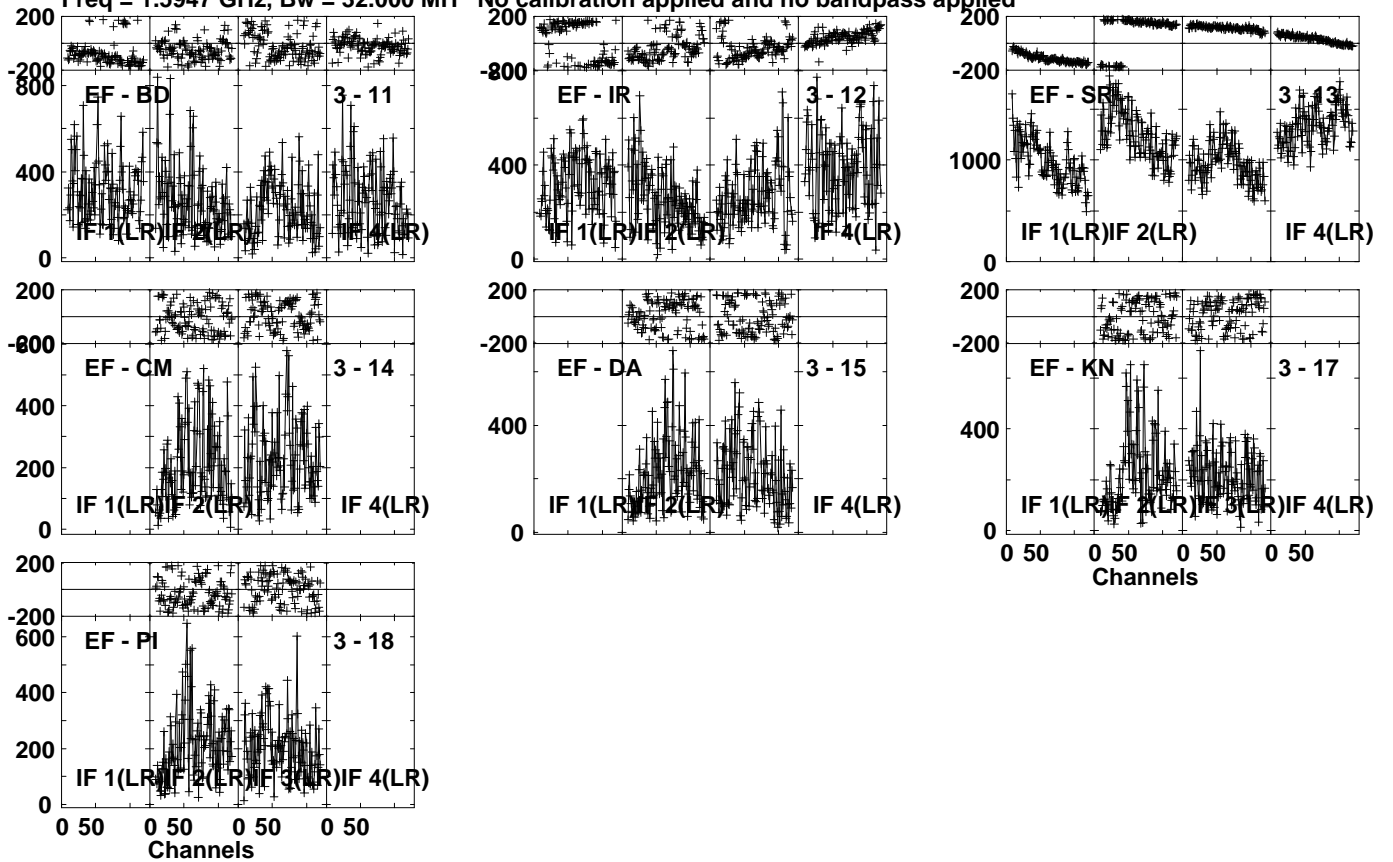 Freq = 1.5947 GHz, Bw = 32.000 MH No calibration applied and no bandpass applied
200
-200
800
400
0
EF - BD
3 - 11
IF 1(LR)
IF 2(LR)
IF 4(LR)
200
-200
400
0
EF - IR
3 - 12
IF 1(LR)
IF 2(LR)
IF 4(LR)
200
-200
1000
0
EF - SR
3 - 13
IF 1(LR)
IF 2(LR)
IF 4(LR)
200
400
200
0
EF - CM
3 - 14
IF 1(LR)
IF 2(LR)
IF 4(LR)
200
-200
400
0
EF - DA
3 - 15
IF 1(LR)
IF 2(LR)
IF 4(LR)
200
-200
400
0
EF - KN
3 - 17
IF 1(LR)
IF 2(LR)
IF 3(LR)
IF 4(LR)
0 50 0 50 0 50 0 50
Channels
200
-200
600
400
200
0
EF - PI
3 - 18
IF 1(LR)
IF 2(LR)
IF 3(LR)
IF 4(LR)
0 50 0 50 0 50 0 50
Channels